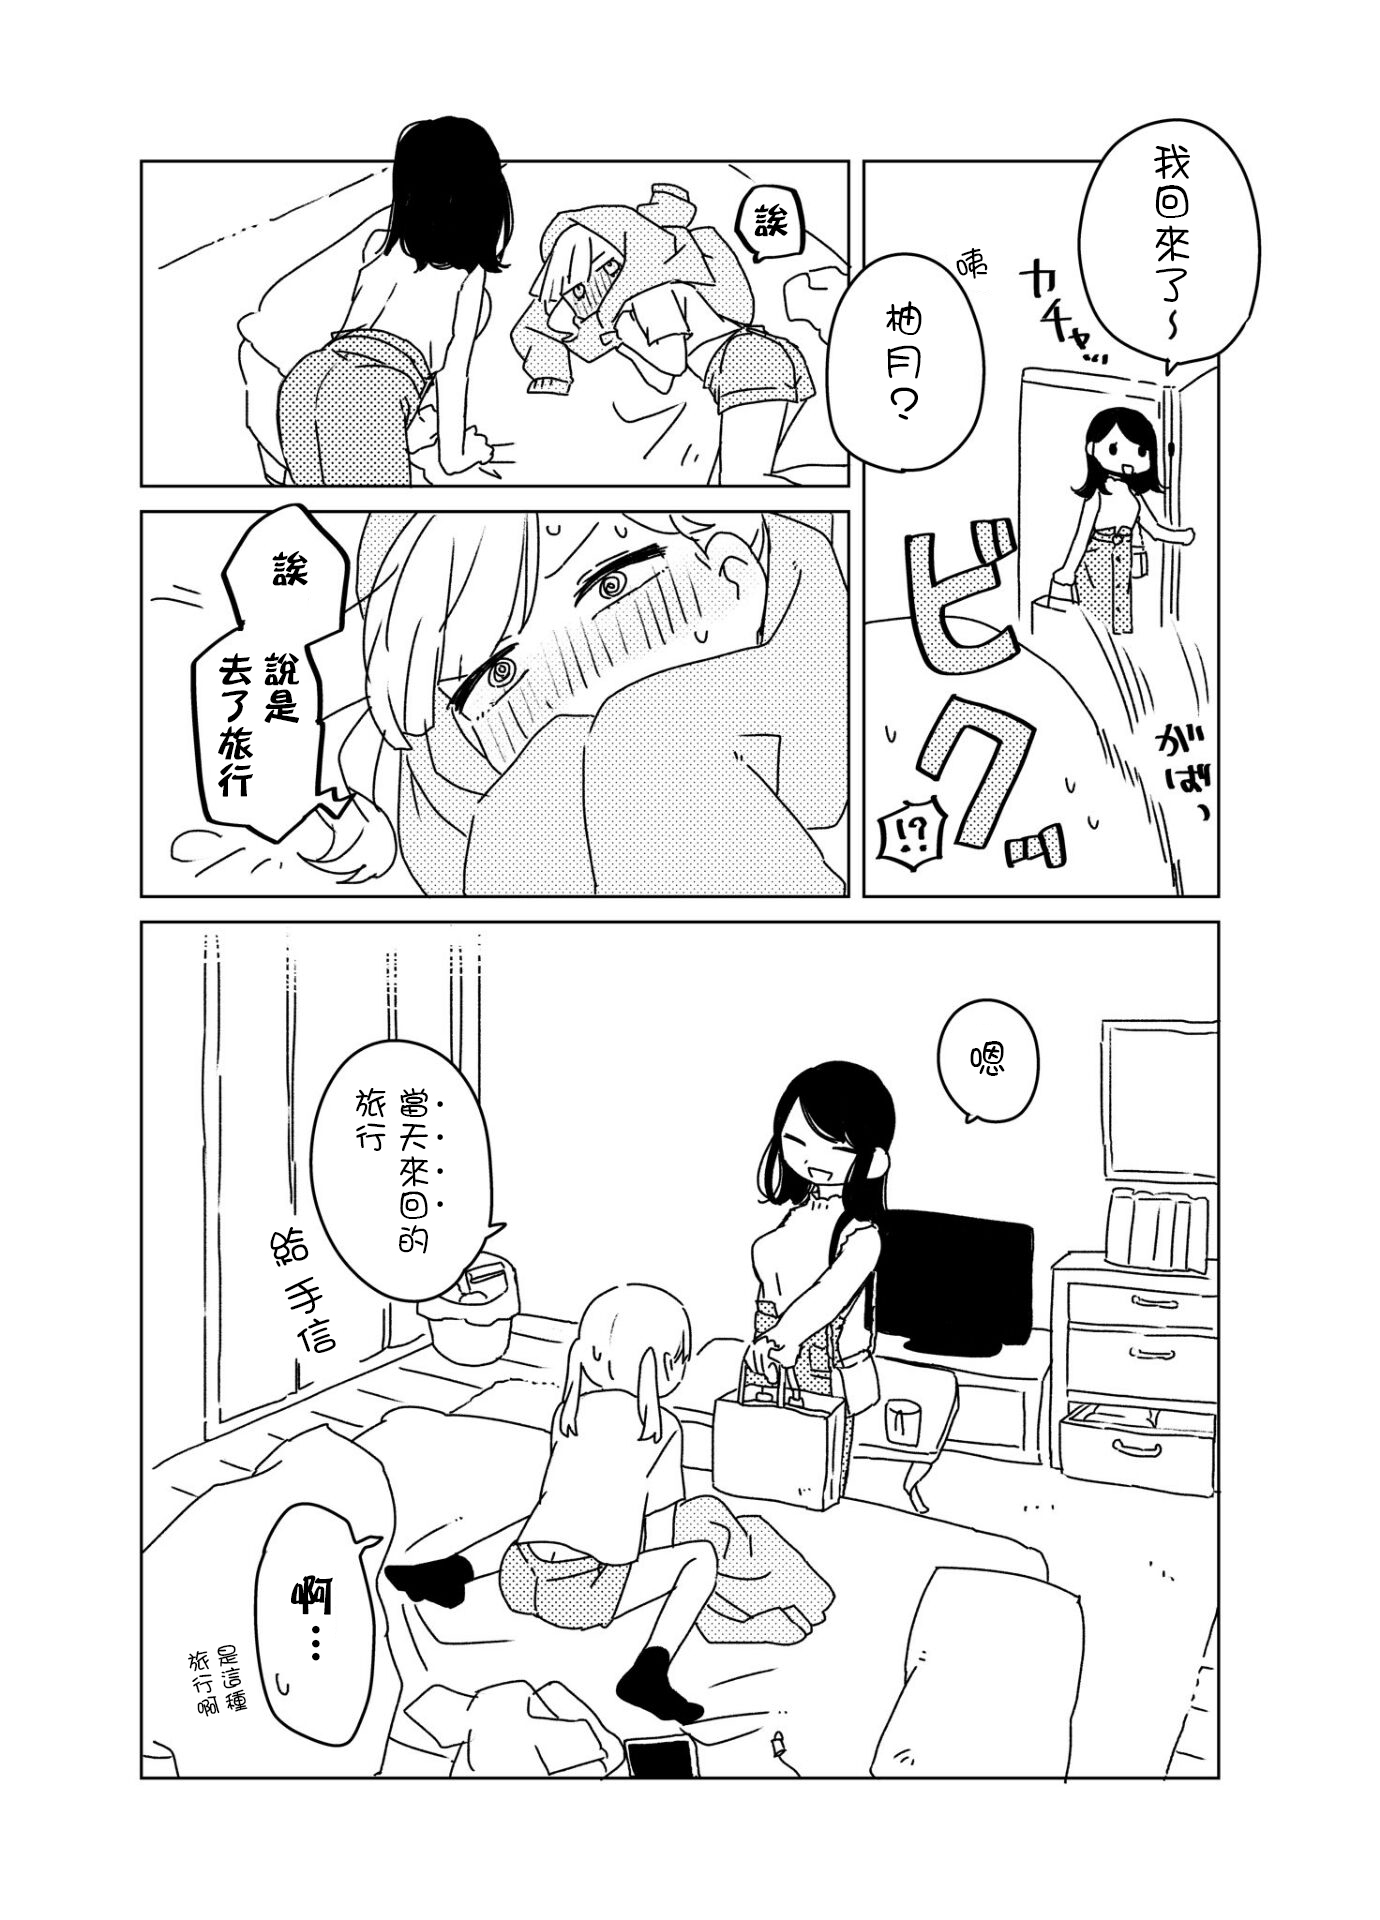 我回來了～
カチャッ…
咦
柚月？
ビクッ
がばっ
!?
誒
誒
說是
去了旅行
嗯
當天來回的
旅行
給手信
啊…
是這種
旅行啊